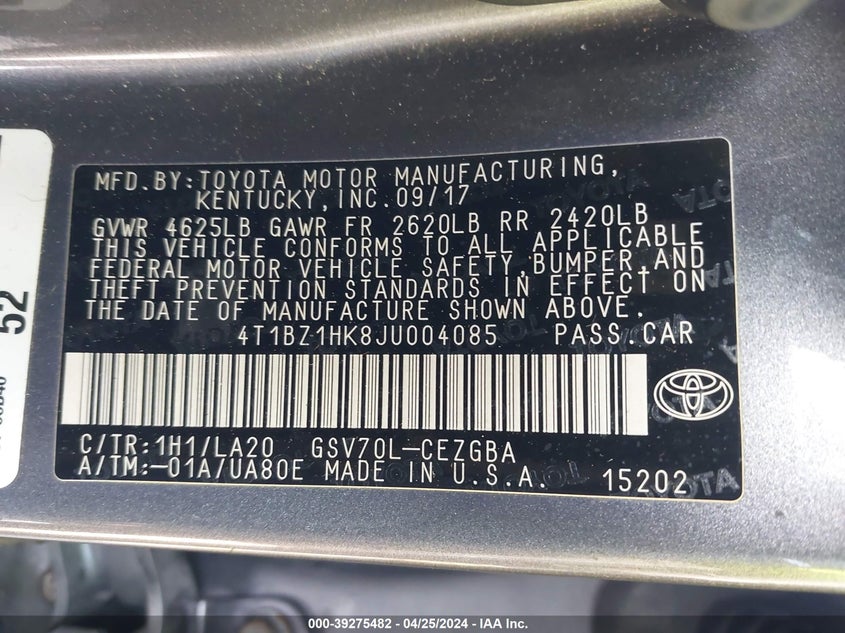 MFD.BY:TOYOTA MOTOR MANUFACTURING,
KENTUCKY,INC.09/17
GVWR 4625LB GAWR FR 2620LB RR 2420LB
THIS VEHICLE CONFORMS TO ALL APPLICABLE
FEDERAL MOTOR VEHICLE SAFETY,BUMPER,AND
THEFT PREVENTION STANDARDS IN EFFECT ON
THE DATE OF MANUFACTURE SHOWN ABOVE.
4T1BZ1HK8JU004085 PASS.CAR
C/TR:1H1/LA20 GSV70L-CEZGBA
A/TM:-01A/UA80E MADE IN U.S.A. 15202
TOYOTA
52
000-39275482 - 04/25/2024 - IAA Inc.